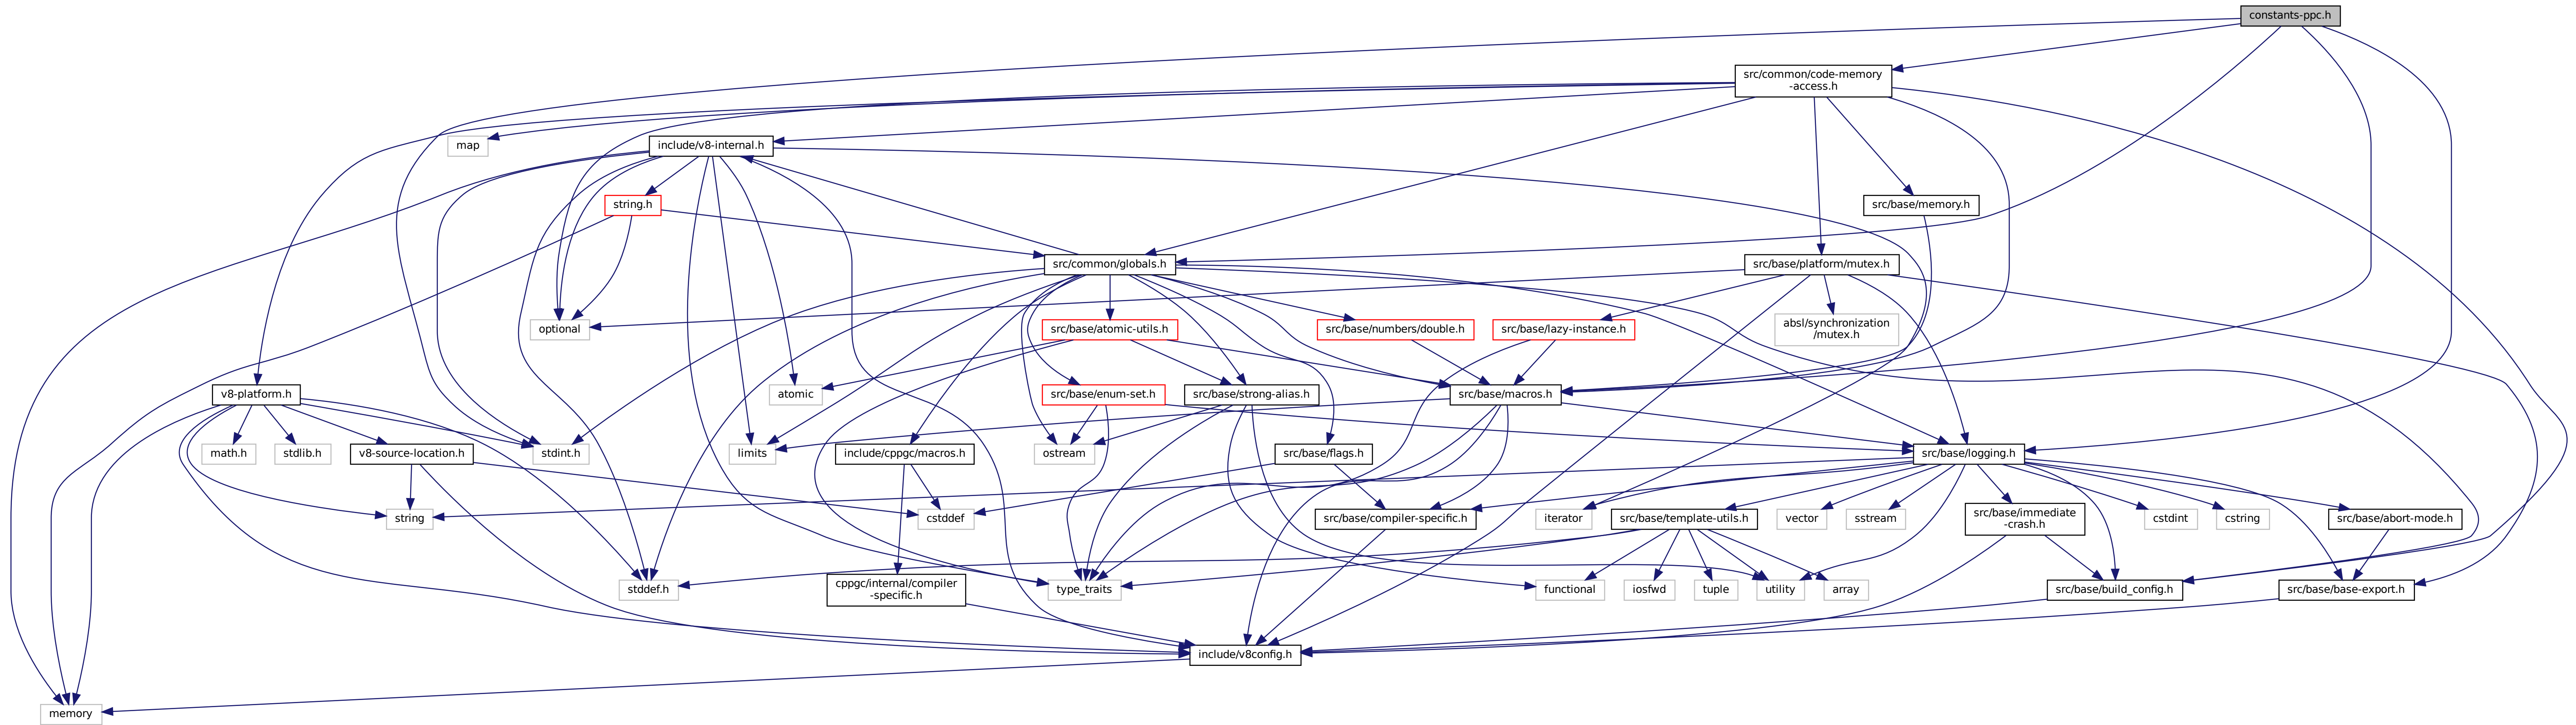 constants-ppc.h
src/common/code-memory
-access.h
map
include/v8-internal.h
string.h
src/base/memory.h
src/common/globals.h
src/base/platform/mutex.h
optional
src/base/atomic-utils.h
src/base/numbers/double.h
src/base/lazy-instance.h
absl/synchronization
/mutex.h
v8-platform.h
atomic
src/base/enum-set.h
src/base/strong-alias.h
src/base/macros.h
math.h
stdlib.h
v8-source-location.h
stdint.h
limits
include/cppgc/macros.h
ostream
src/base/flags.h
src/base/logging.h
string
cstddef
src/base/compiler-specific.h
iterator
src/base/template-utils.h
vector
sstream
src/base/immediate
-crash.h
cstdint
cstring
src/base/abort-mode.h
stddef.h
cppgc/internal/compiler
-specific.h
type_traits
functional
iosfwd
tuple
utility
array
src/base/build_config.h
src/base/base-export.h
include/v8config.h
memory